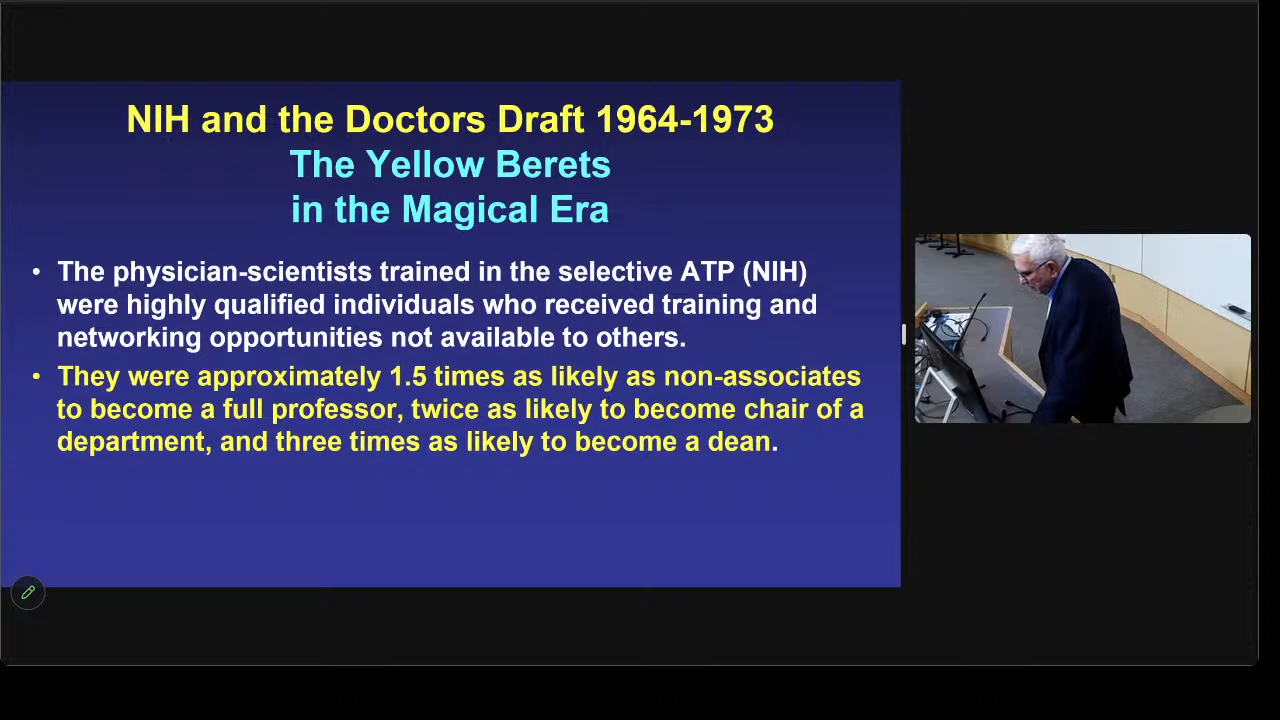 NIH and the Doctors Draft 1964-1973
The Yellow Berets
in the Magical Era
• The physician-scientists trained in the selective ATP (NIH)
were highly qualified individuals who received training and
networking opportunities not available to others.
• They were approximately 1.5 times as likely as non-associates
to become a full professor, twice as likely to become chair of a
department, and three times as likely to become a dean.